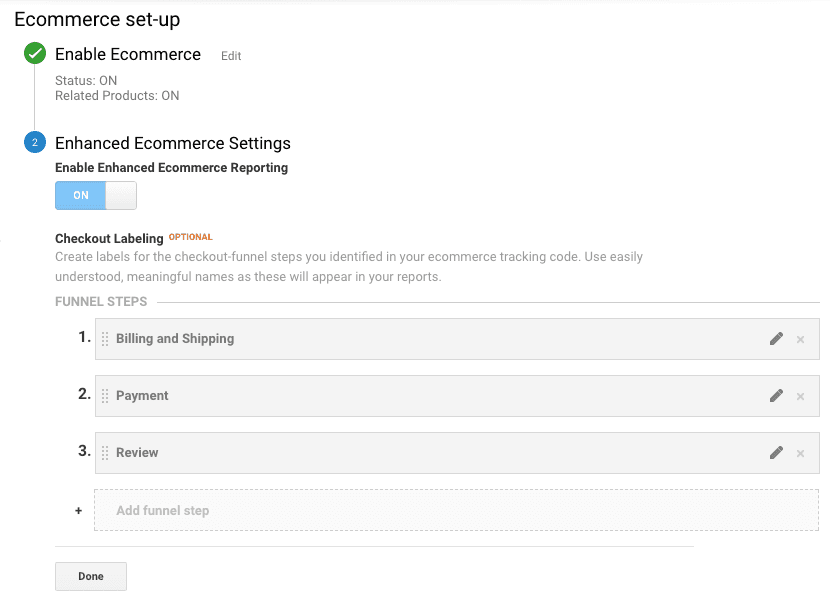 Ecommerce set-up
Enable Ecommerce Edit
Status: ON
Related Products: ON
2 Enhanced Ecommerce Settings
Enable Enhanced Ecommerce Reporting
ON
Checkout Labeling OPTIONAL
Create labels for the checkout-funnel steps you identified in your ecommerce tracking code. Use easily
understood, meaningful names as these will appear in your reports.
FUNNEL STEPS
1. Billing and Shipping
2. Payment
3. Review
+ Add funnel step
Done